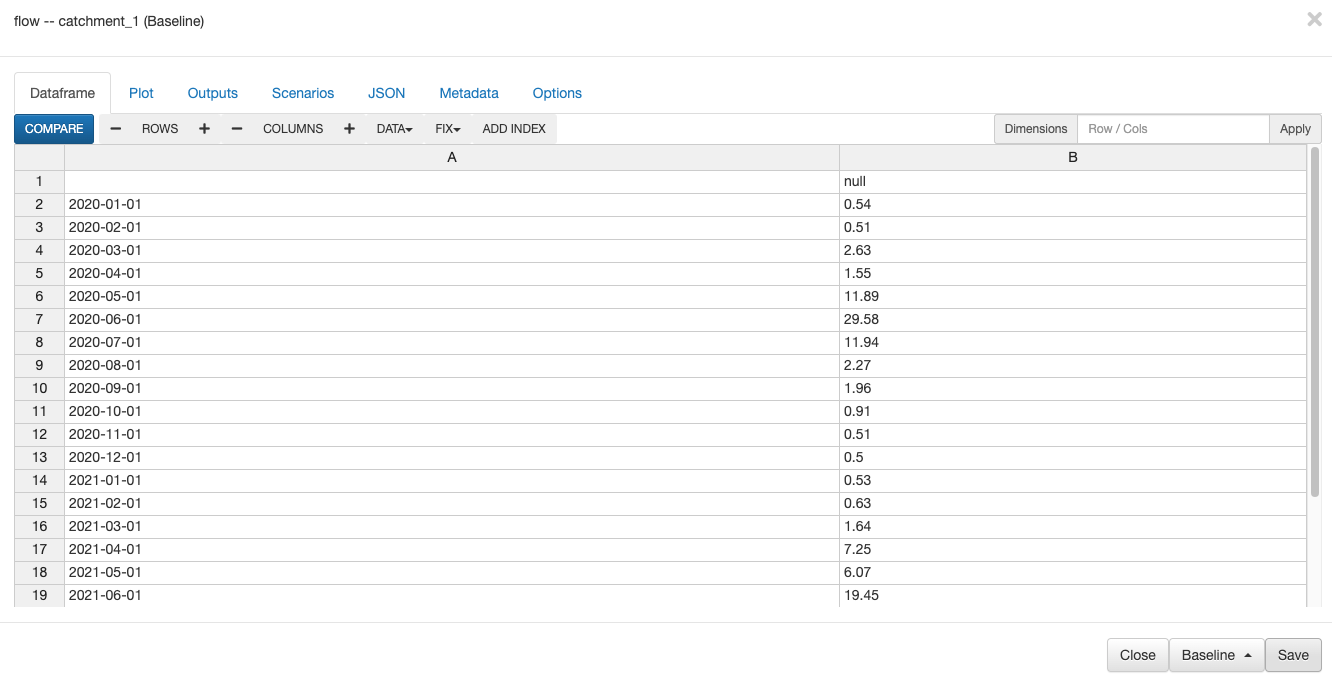 flow -- catchment_1 (Baseline)
×
Dataframe Plot Outputs Scenarios JSON Metadata Options
COMPARE − ROWS + − COLUMNS + DATA FIX ADD INDEX Dimensions Row / Cols Apply
A B
1 null
2 2020-01-01 0.54
3 2020-02-01 0.51
4 2020-03-01 2.63
5 2020-04-01 1.55
6 2020-05-01 11.89
7 2020-06-01 29.58
8 2020-07-01 11.94
9 2020-08-01 2.27
10 2020-09-01 1.96
11 2020-10-01 0.91
12 2020-11-01 0.51
13 2020-12-01 0.5
14 2021-01-01 0.53
15 2021-02-01 0.63
16 2021-03-01 1.64
17 2021-04-01 7.25
18 2021-05-01 6.07
19 2021-06-01 19.45
Close Baseline Save